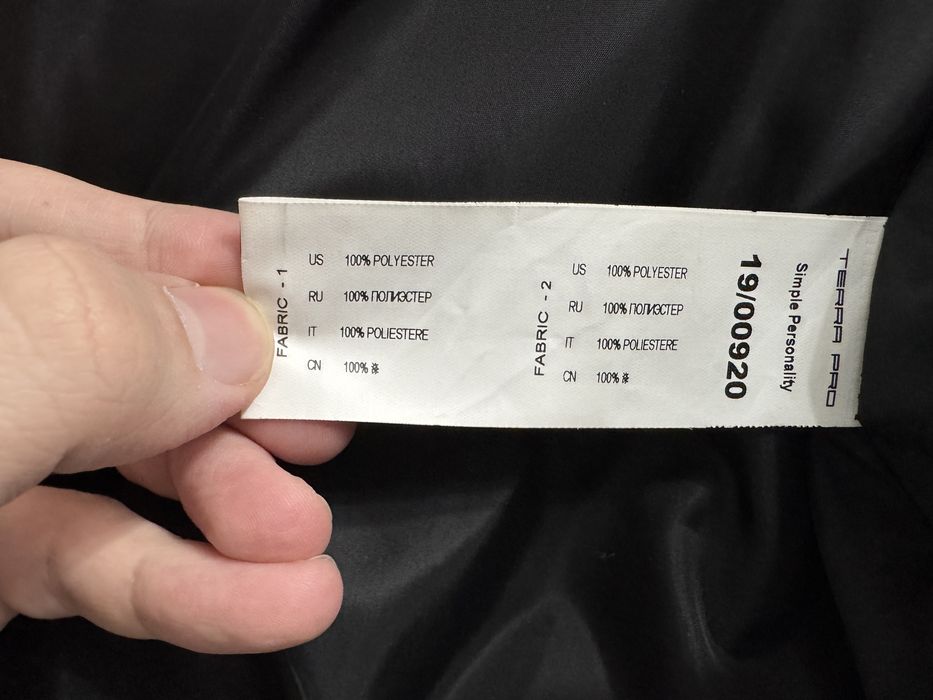 TERRA PRO
Simple Personality
19/00920
FABRIC - 1
US 100% POLYESTER
RU 100% ПОЛИЭСТЕР
IT 100% POLIESTERE
CN 100%
FABRIC - 2
US 100% POLYESTER
RU 100% ПОЛИЭСТЕР
IT 100% POLIESTERE
CN 100%